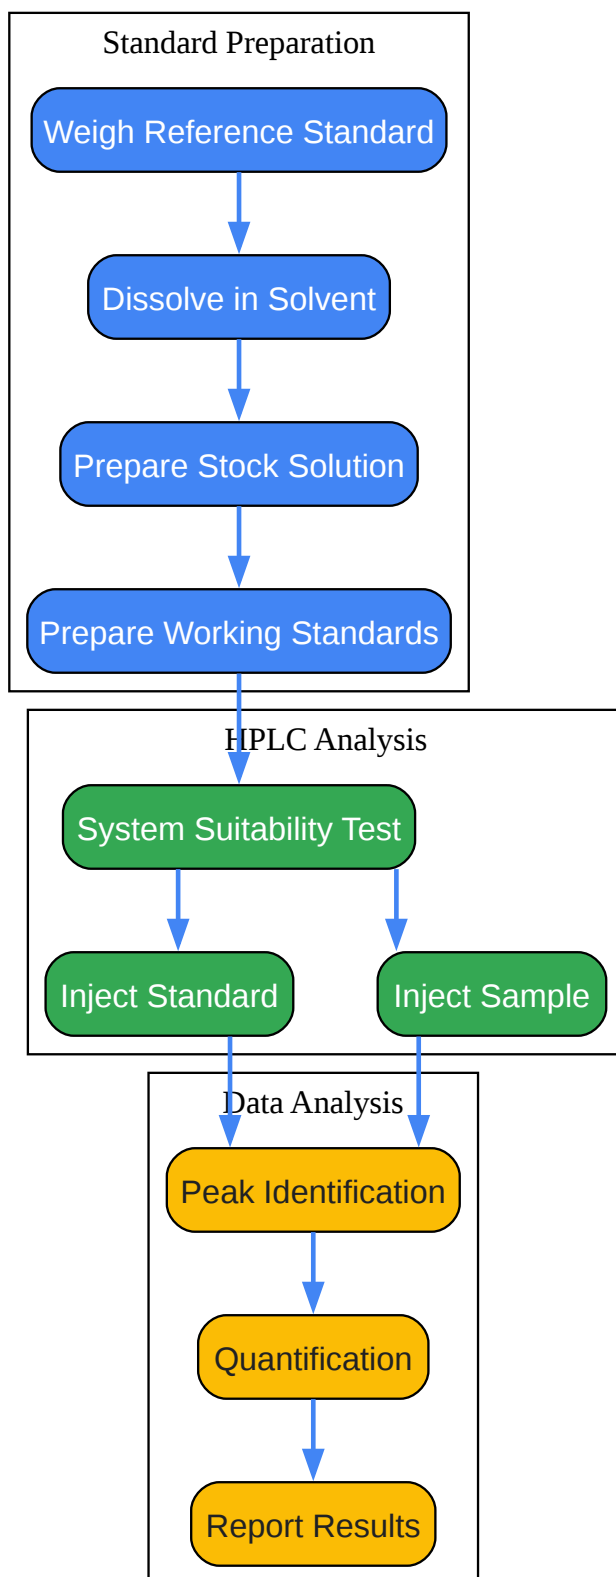 Standard Preparation
Weigh Reference Standard
Dissolve in Solvent
Prepare Stock Solution
Prepare Working Standards
HPLC Analysis
System Suitability Test
Inject Standard
Inject Sample
Data Analysis
Peak Identification
Quantification
Report Results